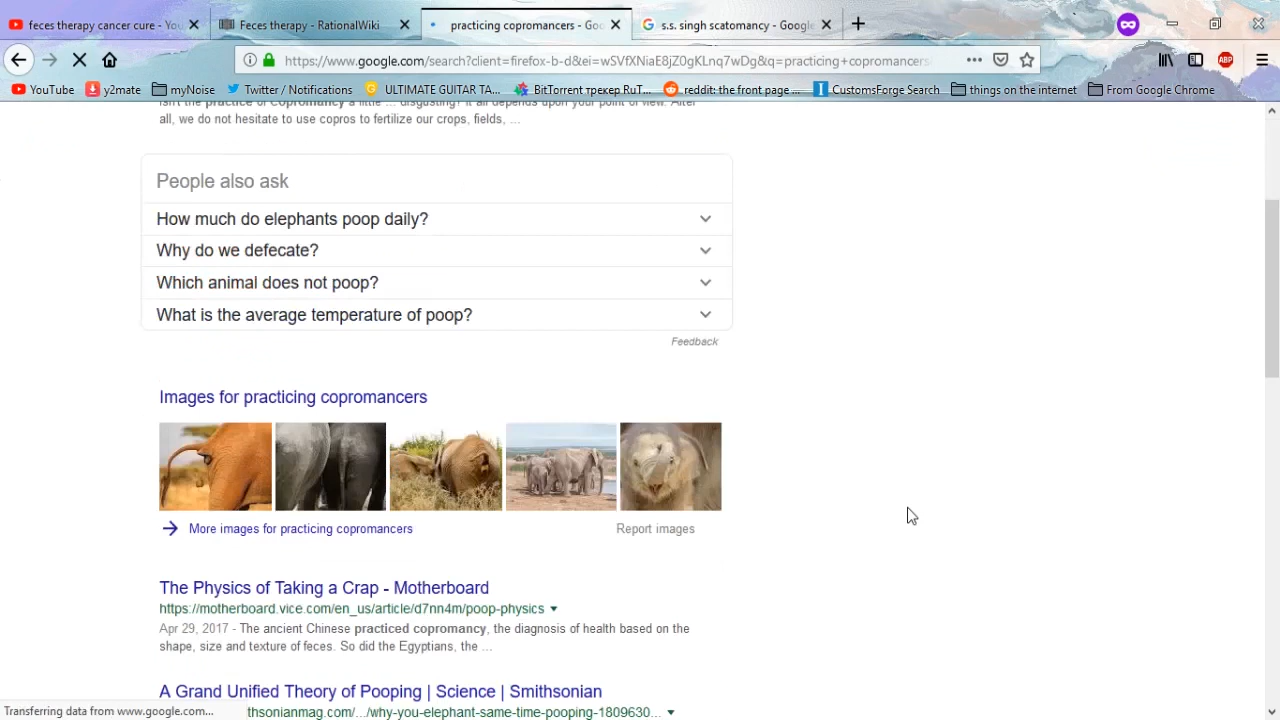 feces therapy cancer cure - You
Feces therapy - RationalWiki
practicing copromancers - Goo
s.s. singh scatomancy - Google
https://www.google.com/search?client=firefox-b-d&ei=wSVfXNiaE8jZ0gKLnq7wDg&q=practicing+copromancers
YouTube
y2mate
myNoise
Twitter / Notifications
ULTIMATE GUITAR TA...
BitTorrent трекер RuT...
reddit: the front page ...
CustomsForge Search
things on the internet
From Google Chrome
ABP
isn't the practice of Copromancy a little ... disgusting? It all depends upon your point of view. After
all, we do not hesitate to use copros to fertilize our crops, fields, ...
People also ask
How much do elephants poop daily?
Why do we defecate?
Which animal does not poop?
What is the average temperature of poop?
Feedback
Images for practicing copromancers
More images for practicing copromancers
Report images
The Physics of Taking a Crap - Motherboard
https://motherboard.vice.com/en_us/article/d7nn4m/poop-physics
Apr 29, 2017 - The ancient Chinese practiced copromancy, the diagnosis of health based on the
shape, size and texture of feces. So did the Egyptians, the ...
A Grand Unified Theory of Pooping | Science | Smithsonian
Transferring data from www.google.com...
thsonianmag.com/.../why-you-elephant-same-time-pooping-1809630...